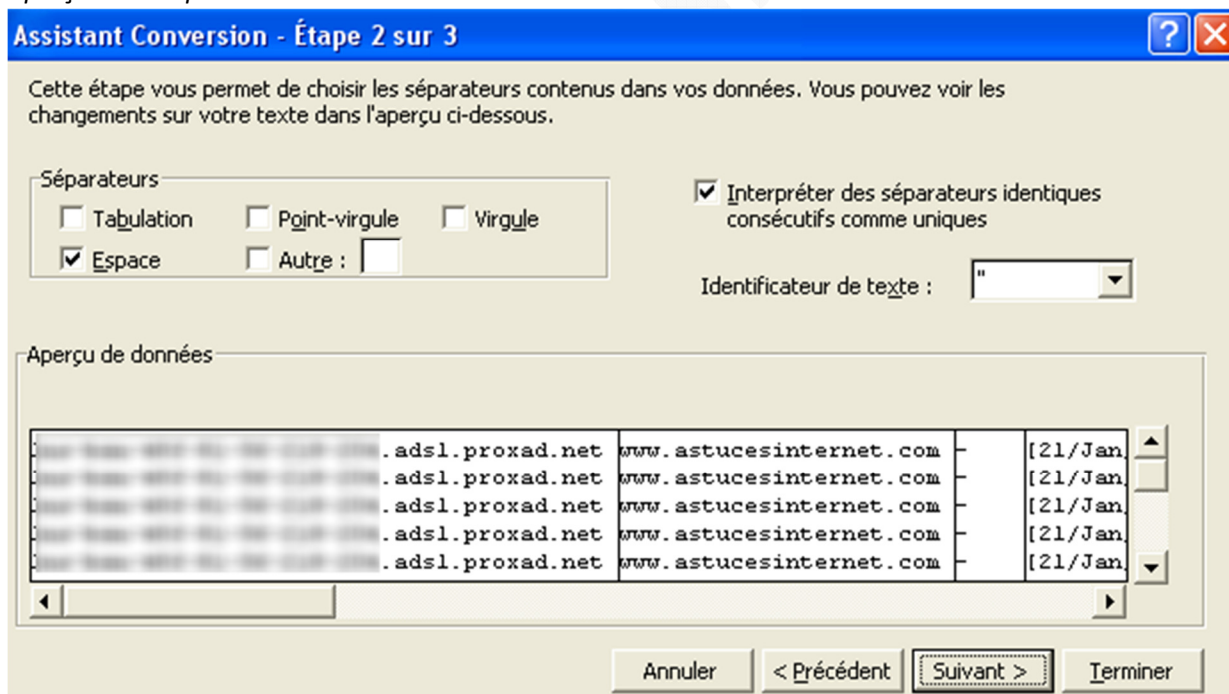 Assistant Conversion - Étape 2 sur 3
Cette étape vous permet de choisir les séparateurs contenus dans vos données. Vous pouvez voir les
changements sur votre texte dans l'aperçu ci-dessous.
Séparateurs
Tabulation Point-virgule Virgule
Espace Autre :
Interpréter des séparateurs identiques
consécutifs comme uniques
Identificateur de texte : "
Aperçu de données
.adsl.proxad.net www.astucesinternet.com - [21/Jan
.adsl.proxad.net www.astucesinternet.com - [21/Jan
.adsl.proxad.net www.astucesinternet.com - [21/Jan
.adsl.proxad.net www.astucesinternet.com - [21/Jan
.adsl.proxad.net www.astucesinternet.com - [21/Jan
Annuler < Précédent Suivant > Terminer